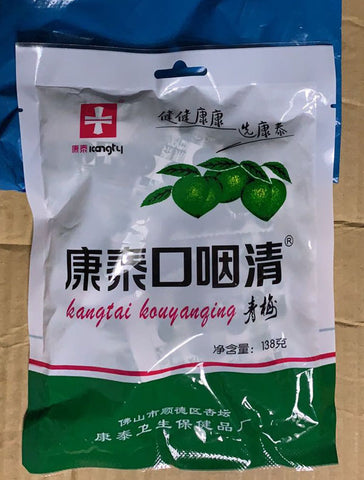 健健康康
先康泰
康泰 Kangty
康泰口咽清®
kangtai kouyanqing 青梅
净含量：138克
佛山市顺德区杏坛
康泰卫生保健品厂